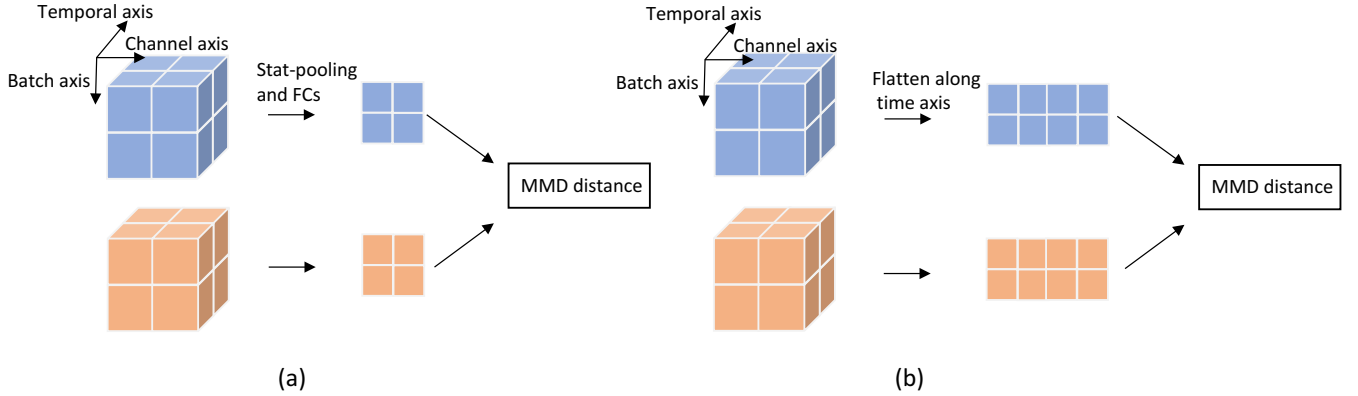 Temporal axis
Channel axis
Batch axis
Stat-pooling
and FCs
MMD distance
(a)
Temporal axis
Channel axis
Batch axis
Flatten along
time axis
MMD distance
(b)